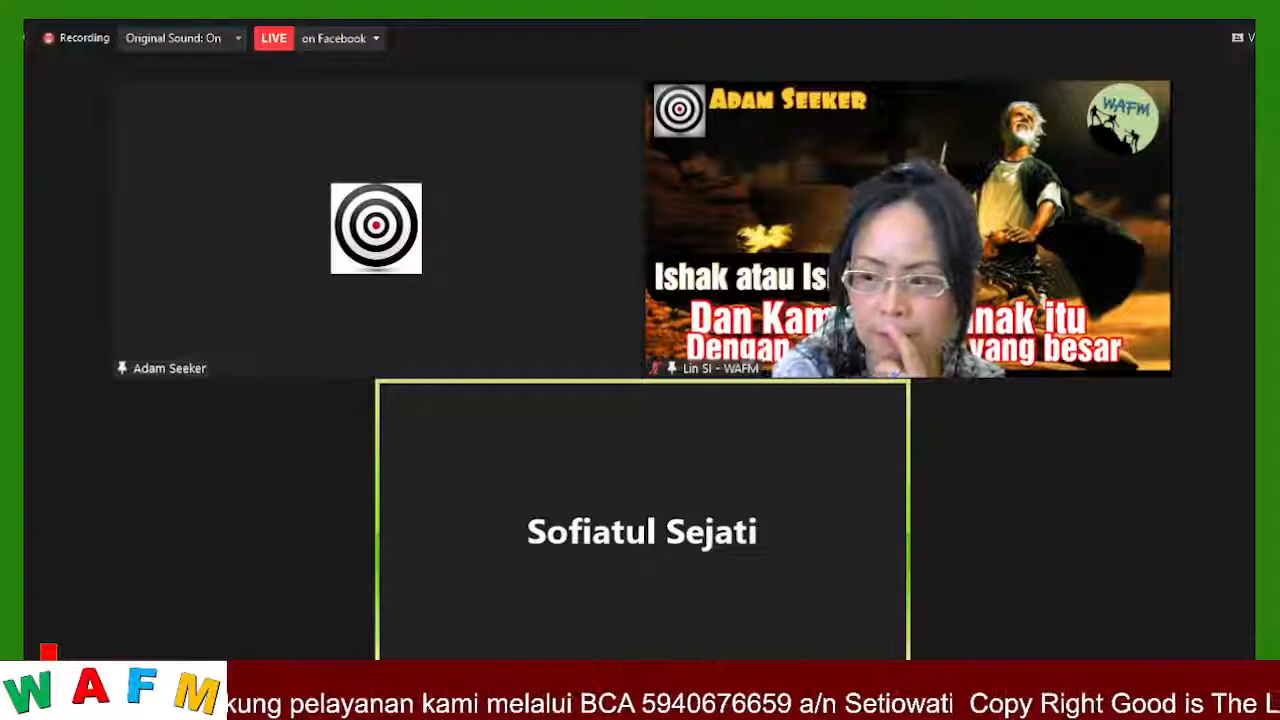 Recording
Original Sound: On
LIVE on Facebook
V
ADAM SEEKER
WAFM
Ishak atau Is
Dan Kam anak itu
Dengan yang besar
Adam Seeker
Lin SI - WAFM
Sofiatul Sejati
WAFM
kung pelayanan kami melalui BCA 5940676659 a/n Setiowati Copy Right Good is The L